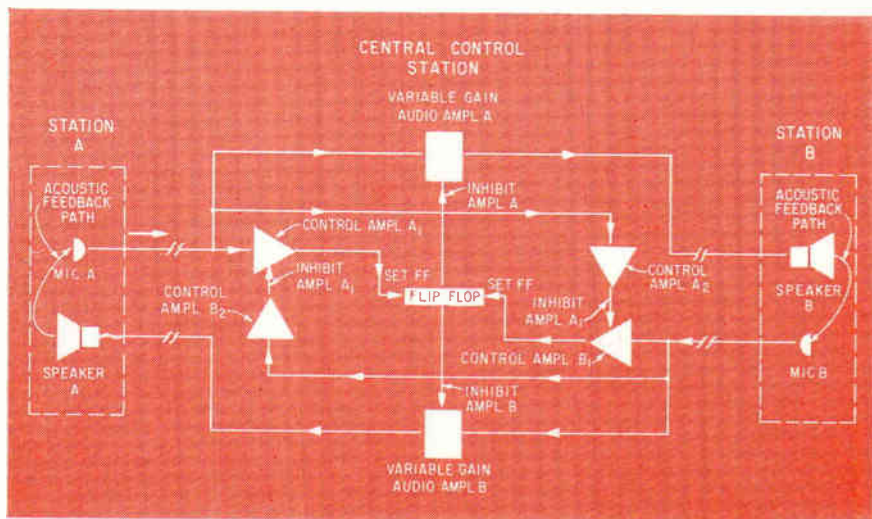 CENTRAL CONTROL
STATION
VARIABLE GAIN
AUDIO AMPL A
STATION
A
STATION
B
ACOUSTIC
FEEDBACK
PATH
INHIBIT
AMPL A
ACOUSTIC
FEEDBACK
PATH
CONTROL AMPL A1
MIC A
INHIBIT
AMPL A1
SET FF
SET FF
CONTROL
AMPL A2
SPEAKER
B
CONTROL
AMPL B2
FLIP FLOP
INHIBIT
AMPL A1
CONTROL AMPL B1
SPEAKER
A
MIC B
INHIBIT
AMPL B
VARIABLE GAIN
AUDIO AMPL B